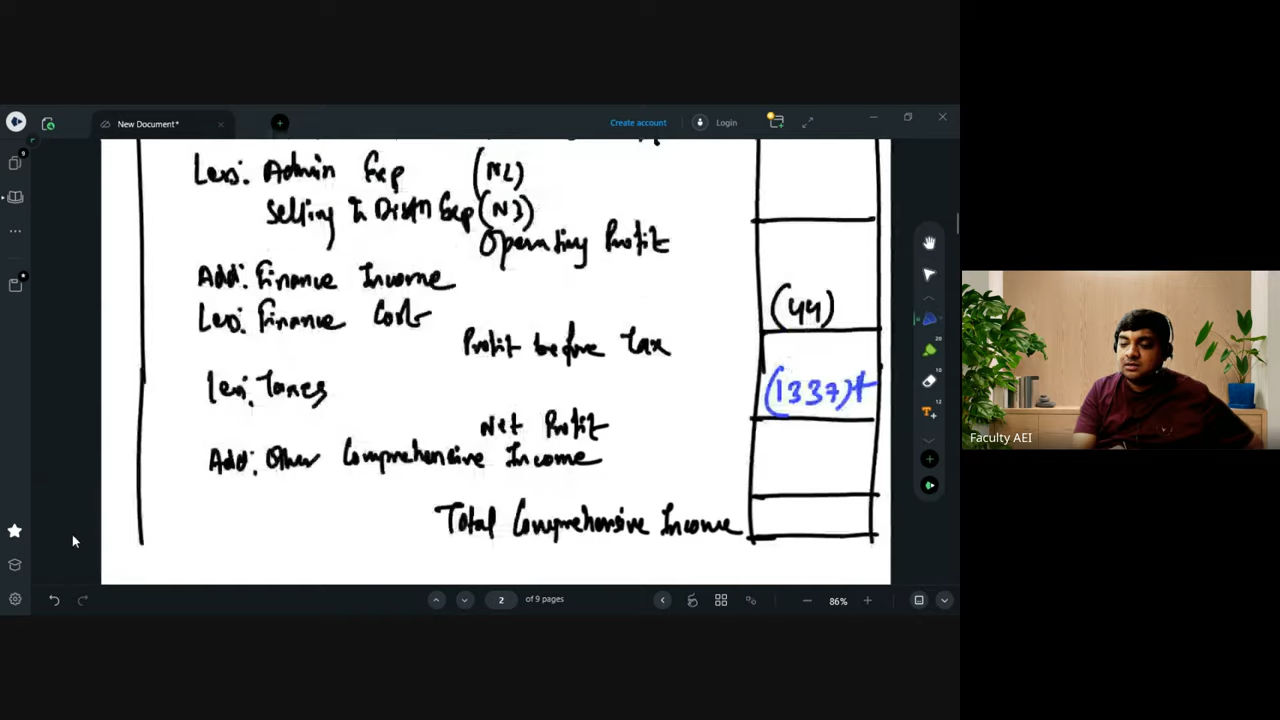 New Document*
Create account
Login
Less: Admin Exp (N2)
Selling & Distn Exp (N3)
Operating Profit
Add: Finance Income
Less: Finance Cost (44)
Profit before Tax
Less: Taxes (1337)+
Net Profit
Add: Other Comprehensive Income
Total Comprehensive Income
2 of 9 pages
86%
Faculty AEI